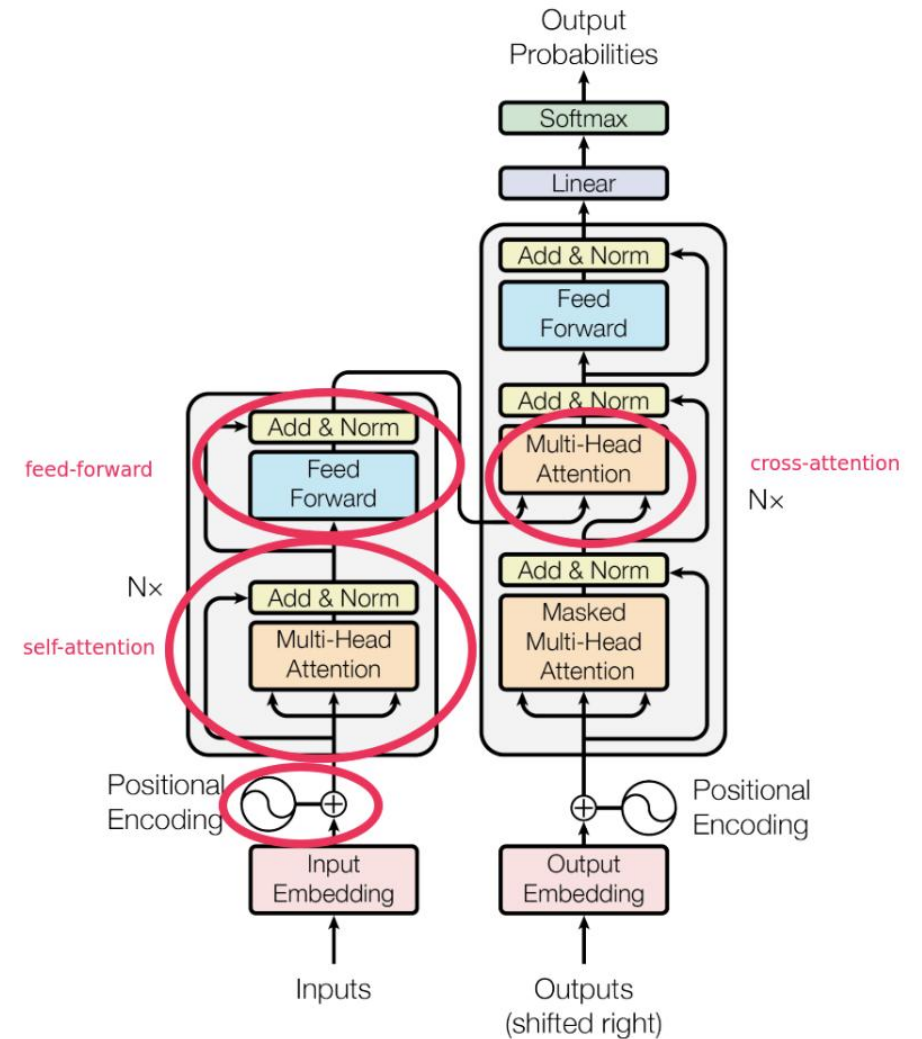 Output
Probabilities
Softmax
Linear
Add & Norm
Feed
Forward
Add & Norm
Multi-Head
Attention
cross-attention
N×
Add & Norm
Masked
Multi-Head
Attention
Add & Norm
feed-forward
Feed
Forward
N×
Add & Norm
self-attention
Multi-Head
Attention
Positional
Encoding
Positional
Encoding
Input
Embedding
Output
Embedding
Inputs
Outputs
(shifted right)